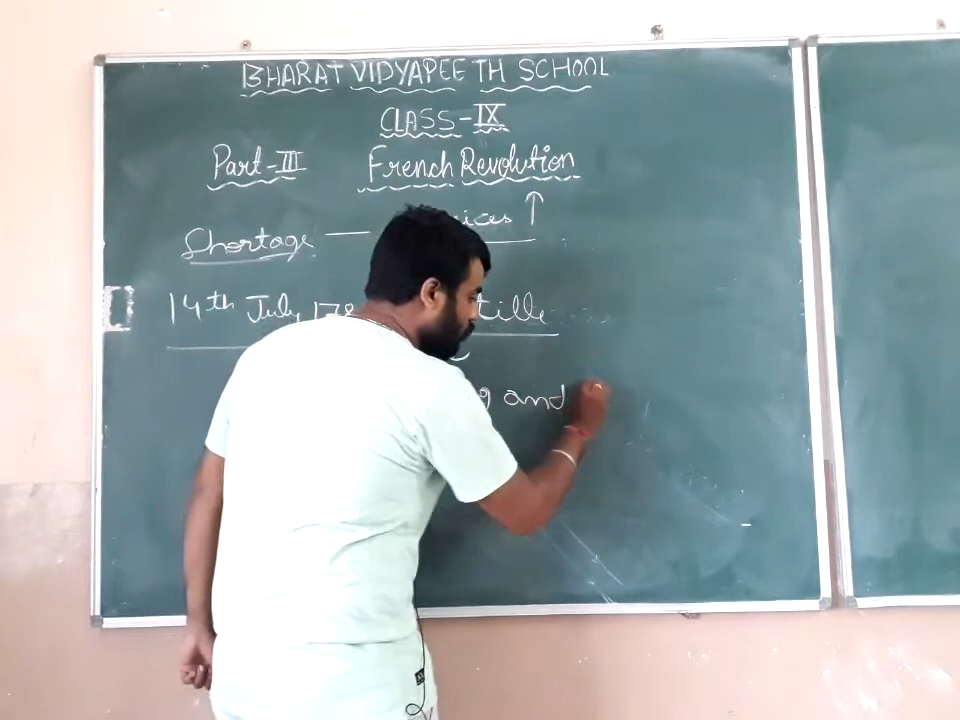 BHARAT VIDYAPEETH SCHOOL
CLASS-IX
Part-III French Revolution
Shortage — ↑
14th July
and